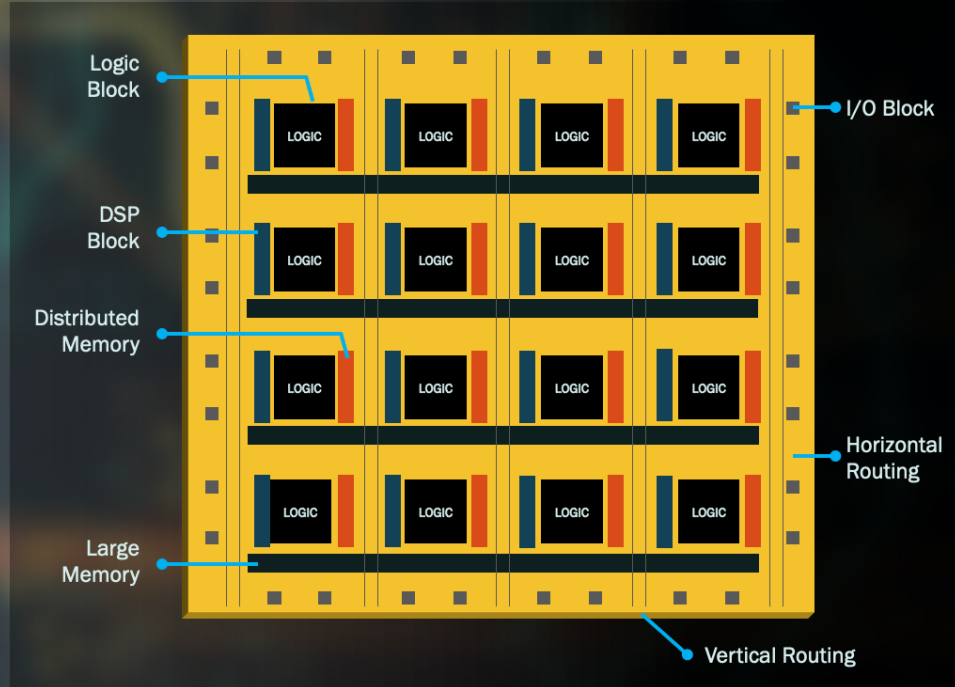 Logic
Block
I/O Block
LOGIC LOGIC LOGIC LOGIC
DSP
Block
LOGIC LOGIC LOGIC LOGIC
Distributed
Memory
LOGIC LOGIC LOGIC LOGIC
Horizontal
Routing
LOGIC LOGIC LOGIC LOGIC
Large
Memory
Vertical Routing